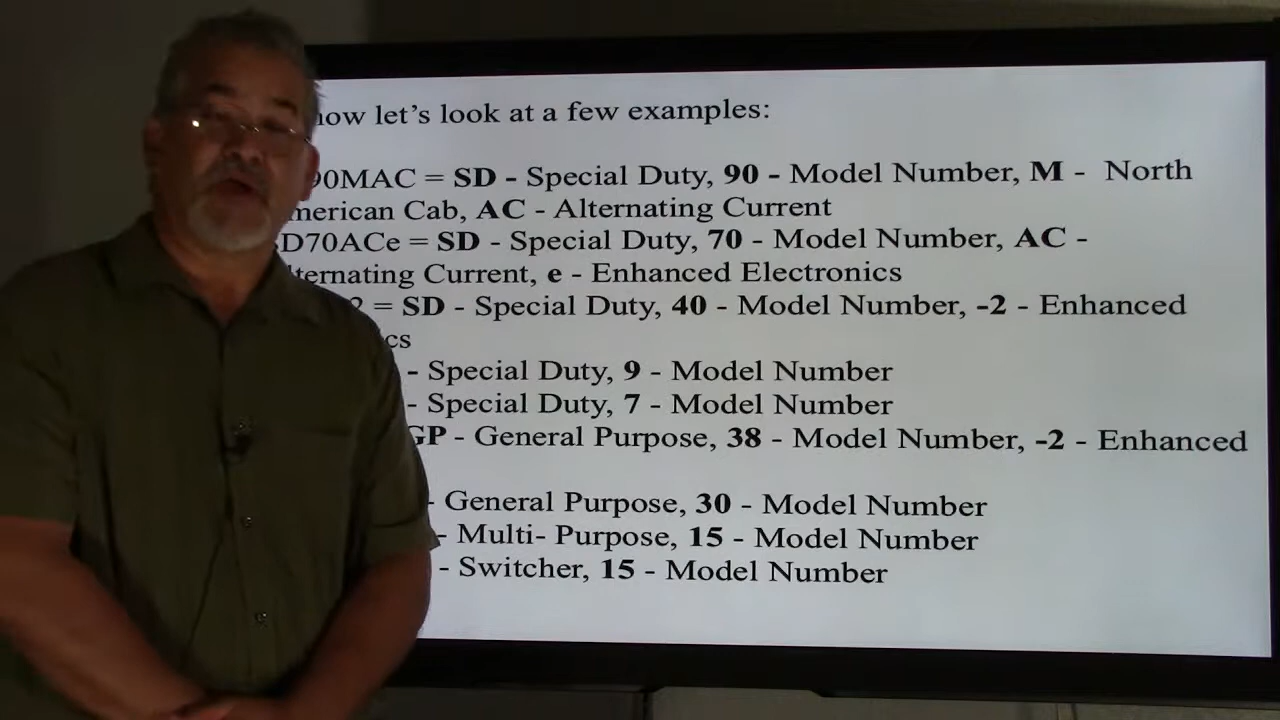 now let's look at a few examples:
90MAC = SD - Special Duty, 90 - Model Number, M - North
merican Cab, AC - Alternating Current
D70ACe = SD - Special Duty, 70 - Model Number, AC -
lternating Current, e - Enhanced Electronics
2 = SD - Special Duty, 40 - Model Number, -2 - Enhanced
cs
- Special Duty, 9 - Model Number
- Special Duty, 7 - Model Number
GP - General Purpose, 38 - Model Number, -2 - Enhanced
- General Purpose, 30 - Model Number
- Multi- Purpose, 15 - Model Number
- Switcher, 15 - Model Number